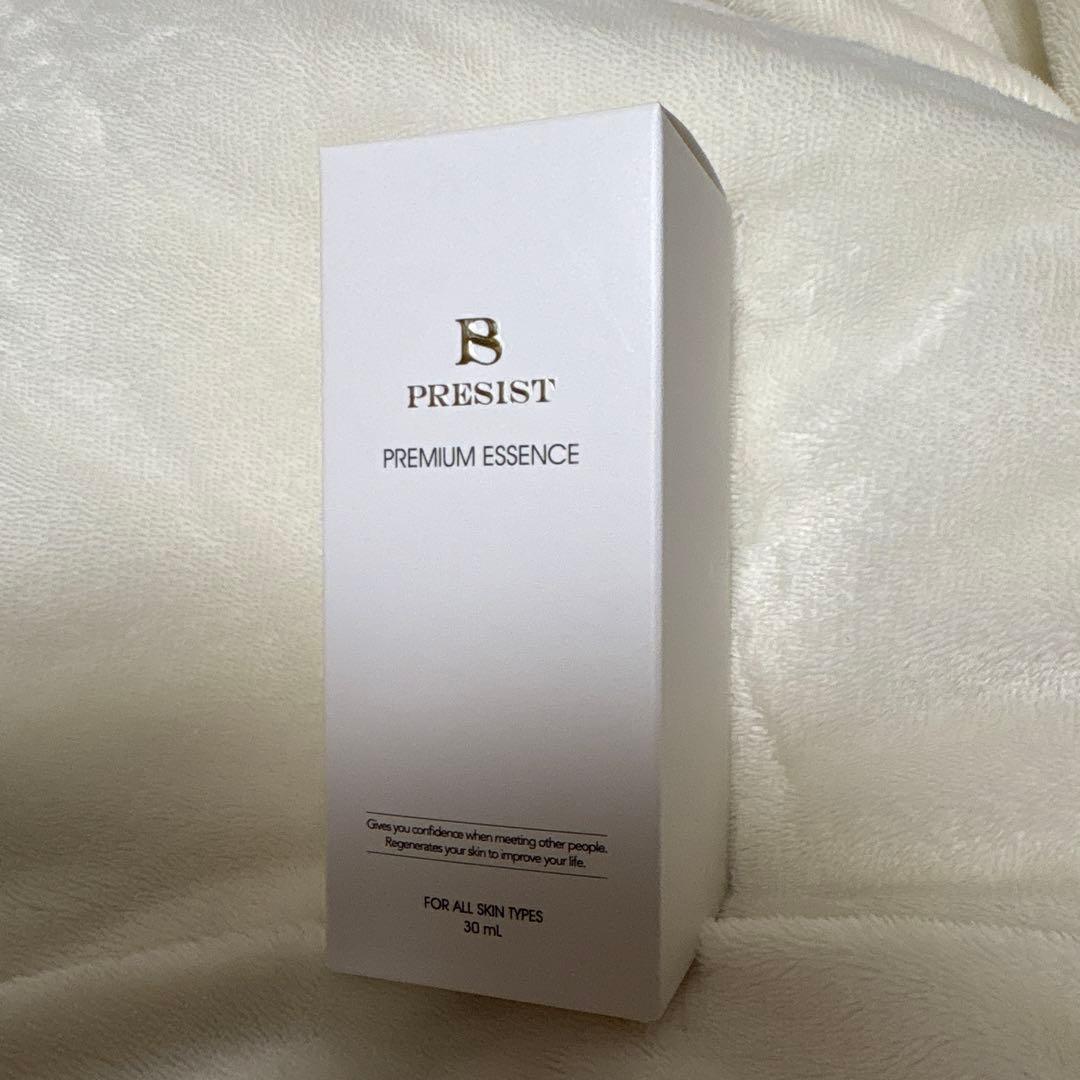 PRESIST
PREMIUM ESSENCE
Gives you confidence when meeting other people.
Regenerates your skin to improve your life.
FOR ALL SKIN TYPES
30 mL